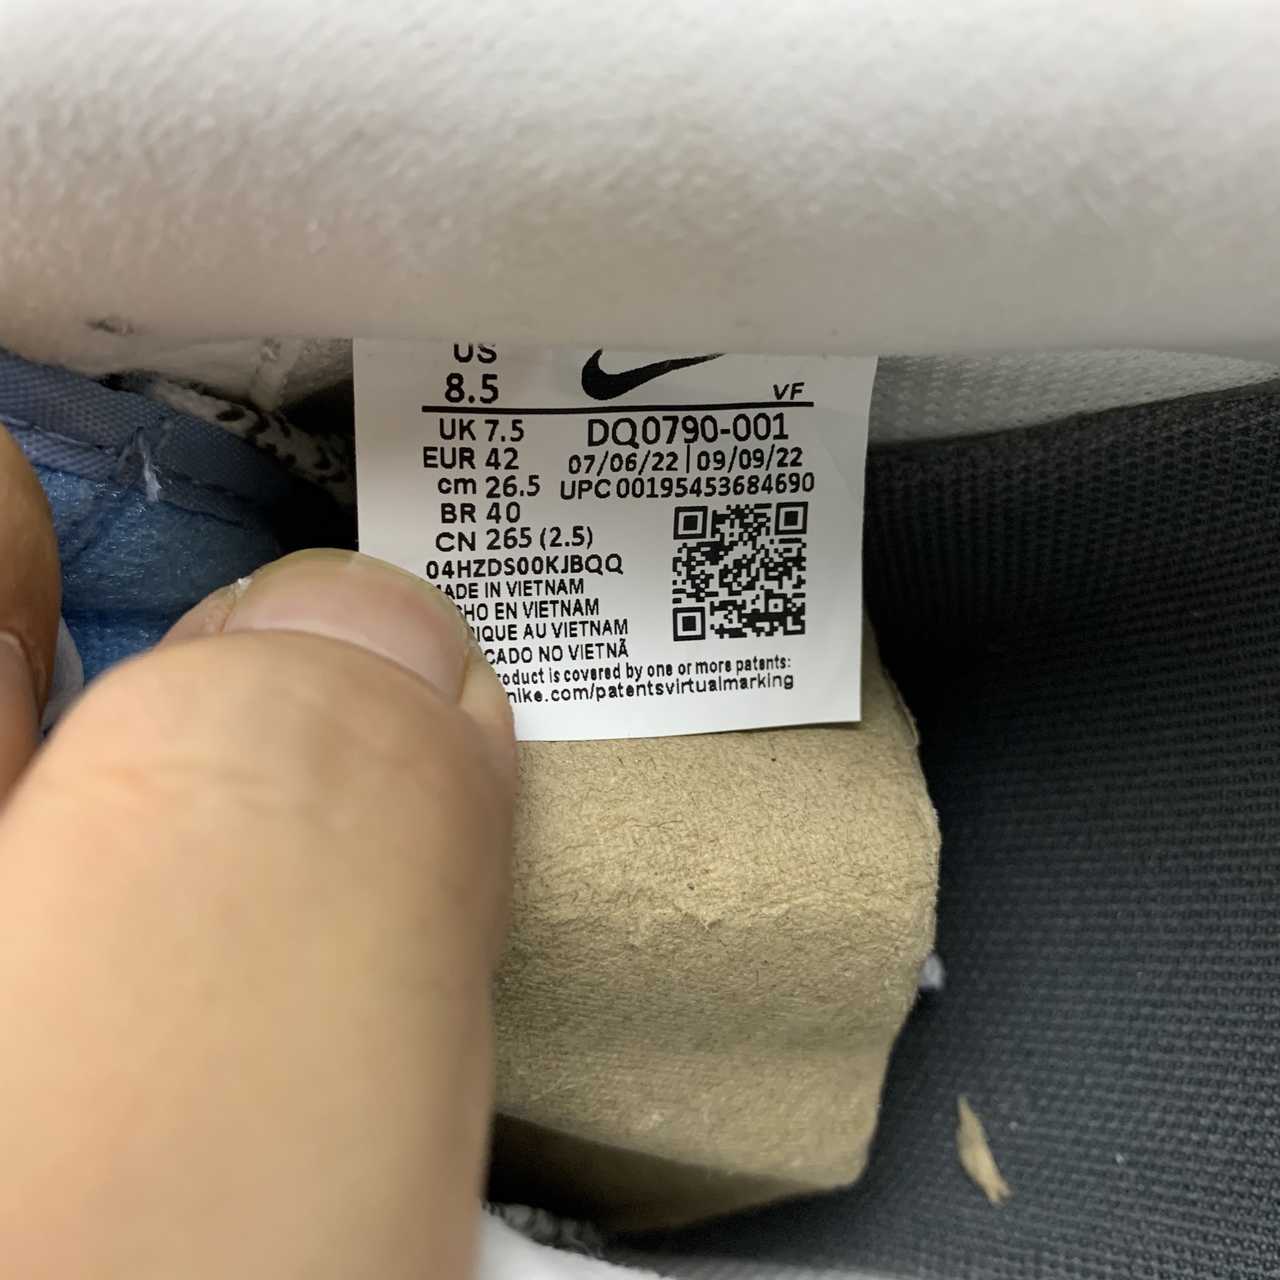 US
8.5
VF
UK 7.5
DQ0790-001
EUR 42
07/06/22 | 09/09/22
cm 26.5
UPC 00195453684690
BR 40
CN 265 (2.5)
04HZDS00KJBQQ
ADE IN VIETNAM
HO EN VIETNAM
IQUE AU VIETNAM
CADO NO VIETNÃ
oduct is covered by one or more patents:
nike.com/patentsvirtualmarking